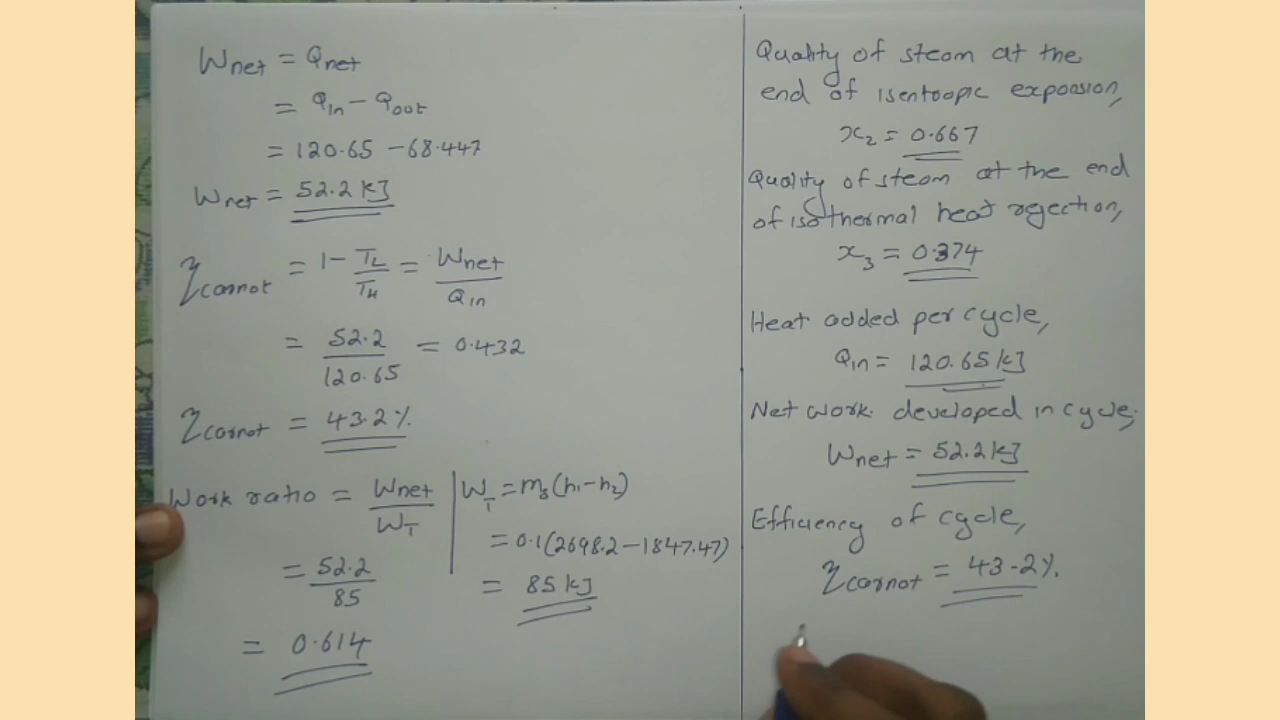 Wnet = Qnet
= Qin - Qout
= 120.65 - 68.447
Wnet = 52.2 kJ
ηcarnot = 1 - TL/TH = Wnet/Qin
= 52.2/120.65 = 0.432
ηcarnot = 43.2%
Work ratio = Wnet/WT
= 52.2/85
= 0.614
WT = ms(h1-h2)
= 0.1(2698.2-1847.47)
= 85 kJ
Quality of steam at the
end of isentropic expansion,
x2 = 0.667
Quality of steam at the end
of isothermal heat rejection,
x3 = 0.374
Heat added per cycle,
Qin = 120.65 kJ
Net work developed in cycle,
Wnet = 52.2 kJ
Efficiency of cycle,
ηcarnot = 43.2%.